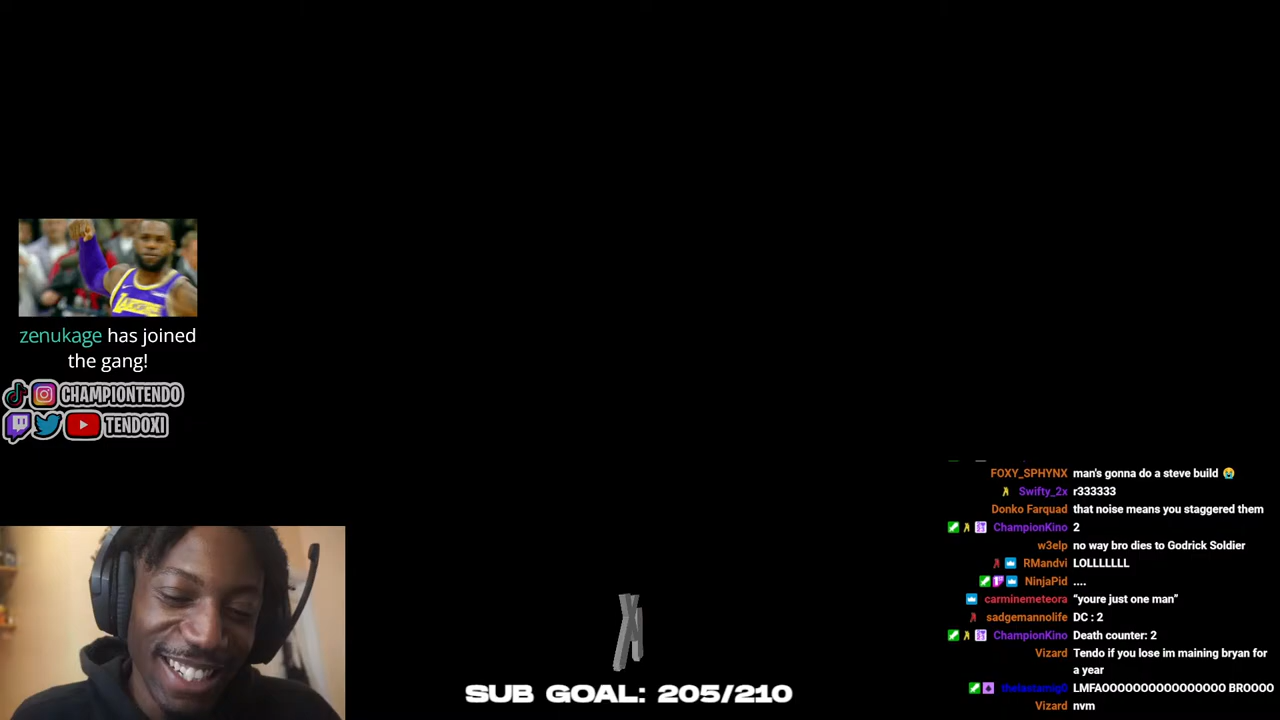 zenukage has joined
the gang!
CHAMPIONTENDO
TENDOXI
FOXY_SPHYNX man's gonna do a steve build 😭
Swifty_2x r333333
Donko Farquad that noise means you staggered them
ChampionKino 2
w3elp no way bro dies to Godrick Soldier
RMandvi LOLLLLLLL
NinjaPid ....
carminemeteora “youre just one man”
sadgemannolife DC : 2
ChampionKino Death counter: 2
Vizard Tendo if you lose im maining bryan for
a year
LMFAOOOOOOOOOOOOOOOO BROOOO
Vizard nvm
SUB GOAL: 205/210